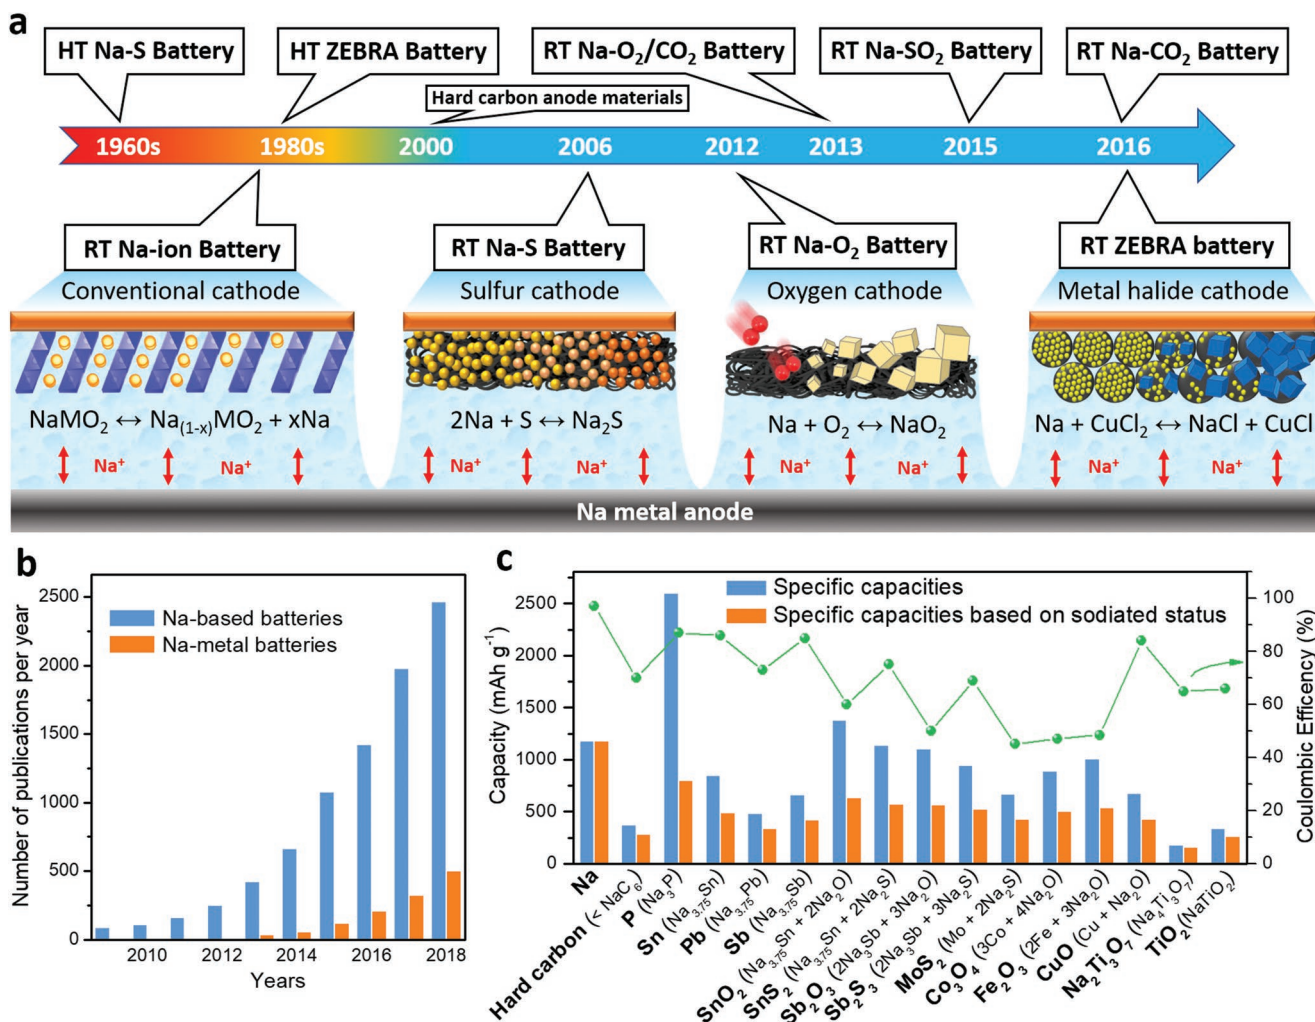 a
HT Na-S Battery
HT ZEBRA Battery
RT Na-O₂/CO₂ Battery
RT Na-SO₂ Battery
RT Na-CO₂ Battery
Hard carbon anode materials
1960s 1980s 2000 2006 2012 2013 2015 2016
RT Na-ion Battery
RT Na-S Battery
RT Na-O₂ Battery
RT ZEBRA battery
Conventional cathode
Sulfur cathode
Oxygen cathode
Metal halide cathode
NaMO₂ ↔ Na₍₁₋ₓ₎MO₂ + xNa
2Na + S ↔ Na₂S
Na + O₂ ↔ NaO₂
Na + CuCl₂ ↔ NaCl + CuCl
Na⁺ Na⁺ Na⁺ Na⁺ Na⁺ Na⁺ Na⁺ Na⁺
Na metal anode
b
Number of publications per year
2500
2000
1500
1000
500
0
Na-based batteries
Na-metal batteries
2010 2012 2014 2016 2018
Years
c
Capacity (mAh g⁻¹)
2500
2000
1500
1000
500
0
Specific capacities
Specific capacities based on sodiated status
100
80
60
40
20
0
Coulombic Efficency (%)
Na
Hard carbon (< NaC₆)
P (Na₃P)
Sn (Na₃.₇₅Sn)
Pb (Na₃.₇₅Pb)
Sb (Na₃.₇₅Sb)
SnO₂ (Na₃.₇₅Sn + 2Na₂O)
SnS₂ (Na₃.₇₅Sn + 2Na₂S)
Sb₂O₃ (2Na₃Sb + 3Na₂O)
Sb₂S₃ (2Na₃Sb + 3Na₂S)
MoS₂ (Mo + 2Na₂S)
Co₃O₄ (3Co + 4Na₂O)
Fe₂O₃ (2Fe + 3Na₂O)
CuO (Cu + Na₂O)
Na₂Ti₃O₇ (Na₄Ti₃O₇)
TiO₂ (NaTiO₂)